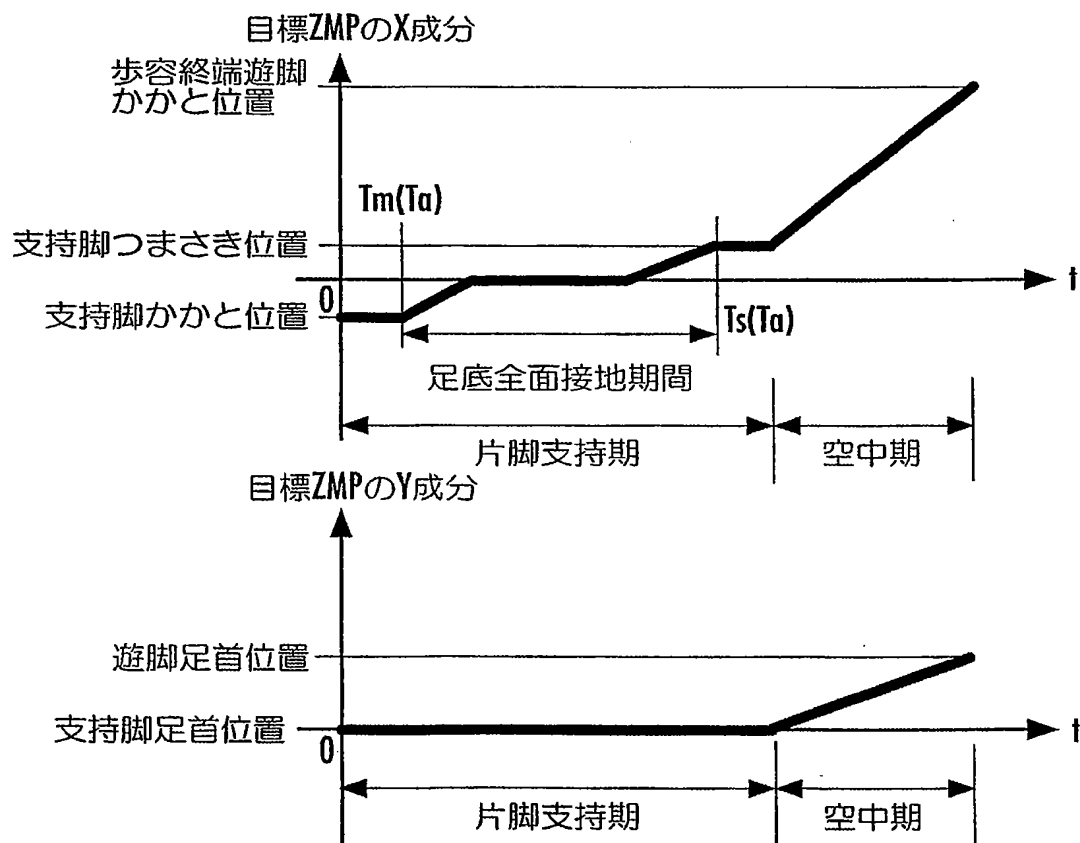 目標ZMPのX成分
歩容終端遊脚
かかと位置
Tm(Ta)
支持脚つまさき位置
0
t
支持脚かかと位置
Ts(Ta)
足底全面接地期間
片脚支持期
空中期
目標ZMPのY成分
遊脚足首位置
支持脚足首位置
0
t
片脚支持期
空中期